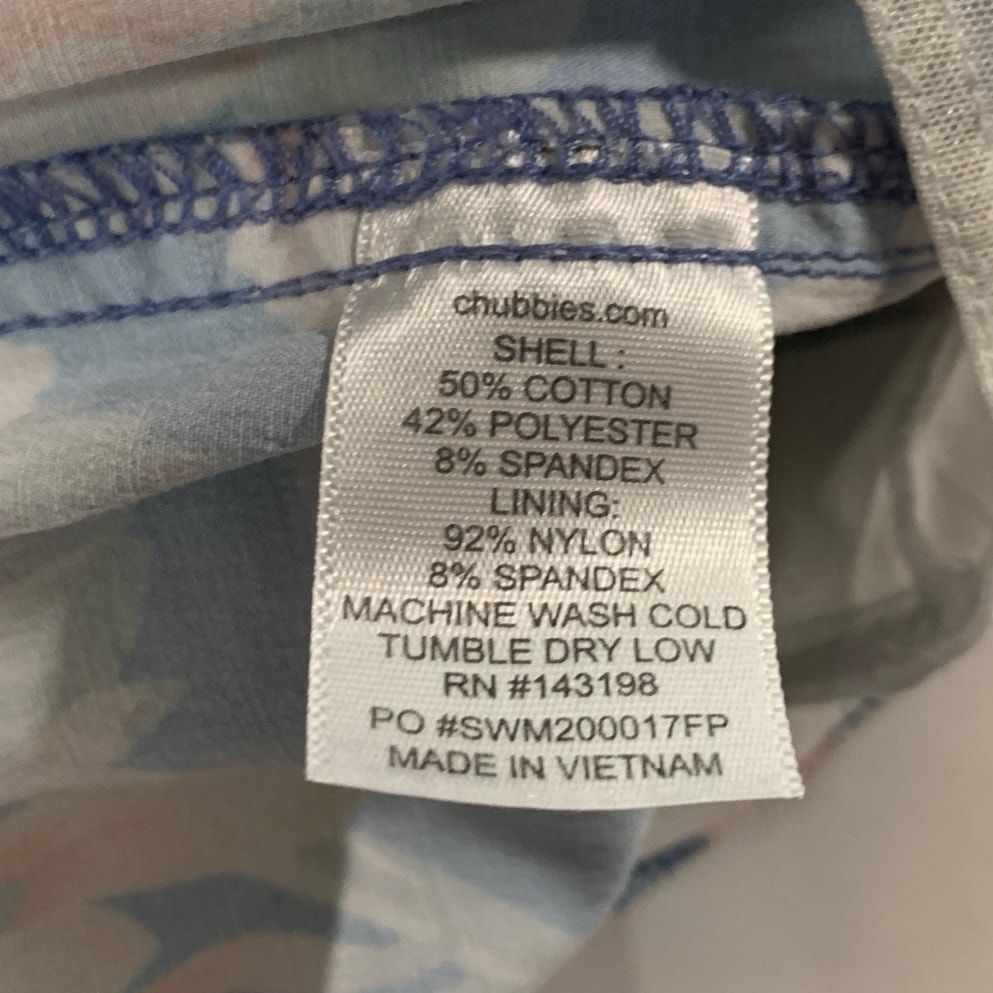 chubbies.com
SHELL:
50% COTTON
42% POLYESTER
8% SPANDEX
LINING:
92% NYLON
8% SPANDEX
MACHINE WASH COLD
TUMBLE DRY LOW
RN #143198
PO #SWM200017FP
MADE IN VIETNAM